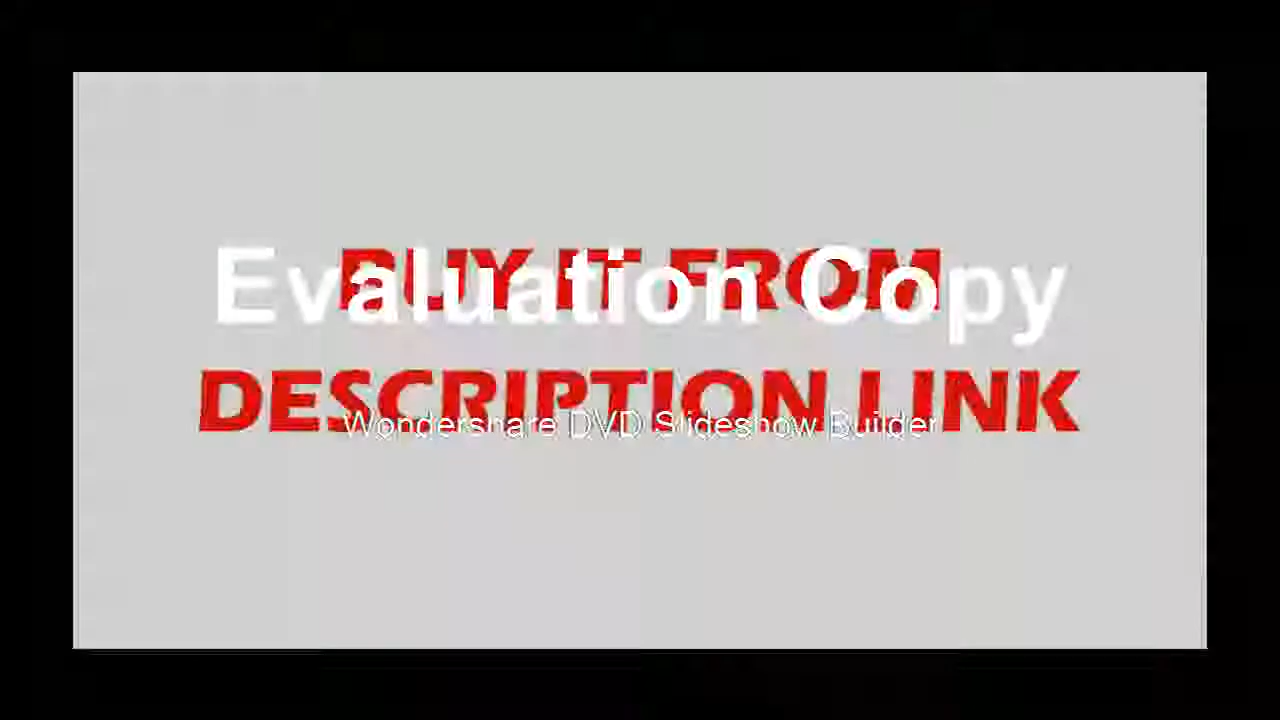 Evaluation Copy
BUY IT FROM
DESCRIPTION LINK
Wondershare DVD Slideshow Builder